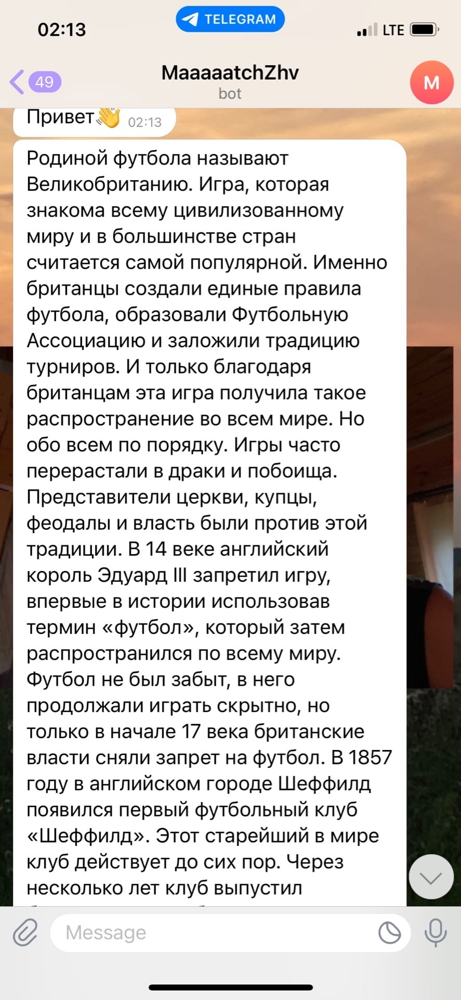 02:13
TELEGRAM
LTE
49
MaaaaatchZhv
bot
M
Привет👋 02:13
Родиной футбола называют
Великобританию. Игра, которая
знакома всему цивилизованному
миру и в большинстве стран
считается самой популярной. Именно
британцы создали единые правила
футбола, образовали Футбольную
Ассоциацию и заложили традицию
турниров. И только благодаря
британцам эта игра получила такое
распространение во всем мире. Но
обо всем по порядку. Игры часто
перерастали в драки и побоища.
Представители церкви, купцы,
феодалы и власть были против этой
традиции. В 14 веке английский
король Эдуард III запретил игру,
впервые в истории использовав
термин «футбол», который затем
распространился по всему миру.
Футбол не был забыт, в него
продолжали играть скрытно, но
только в начале 17 века британские
власти сняли запрет на футбол. В 1857
году в английском городе Шеффилд
появился первый футбольный клуб
«Шеффилд». Этот старейший в мире
клуб действует до сих пор. Через
несколько лет клуб выпустил
Message